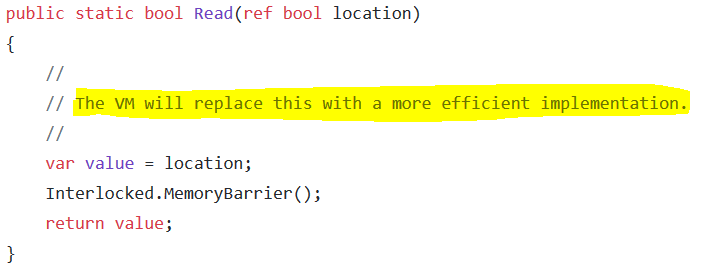 public static bool Read(ref bool location)
{
    //
    // The VM will replace this with a more efficient implementation.
    //
    var value = location;
    Interlocked.MemoryBarrier();
    return value;
}